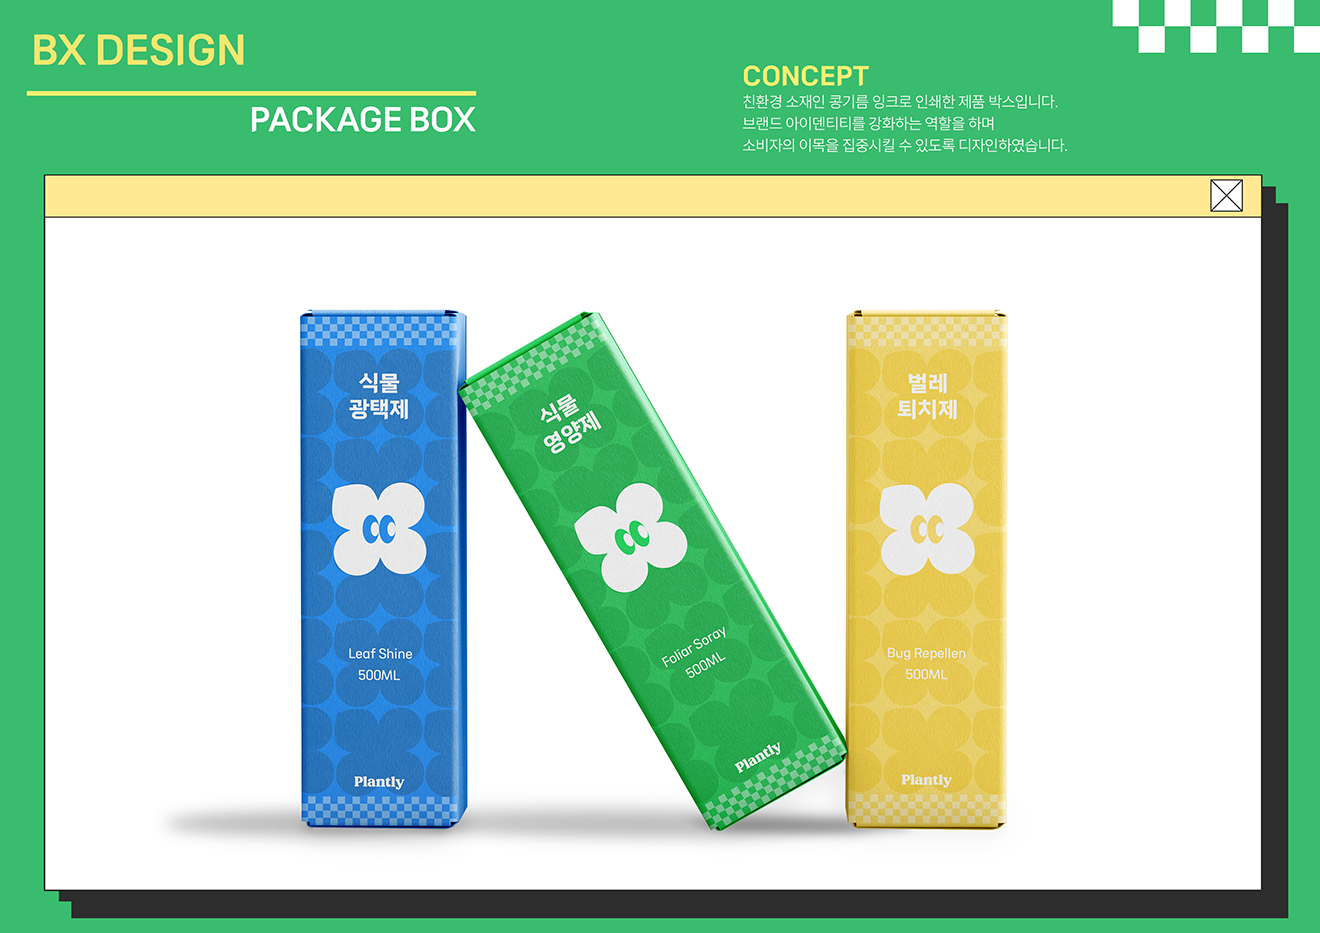 BX DESIGN
PACKAGE BOX
CONCEPT
친환경 소재인 콩기름 잉크로 인쇄한 제품 박스입니다.
브랜드 아이덴티티를 강화하는 역할을 하며
소비자의 이목을 집중시킬 수 있도록 디자인하였습니다.
식물
광택제
Leaf Shine
500ML
Plantly
식물
영양제
Foliar Soray
500ML
Plantly
벌레
퇴치제
Bug Repellen
500ML
Plantly